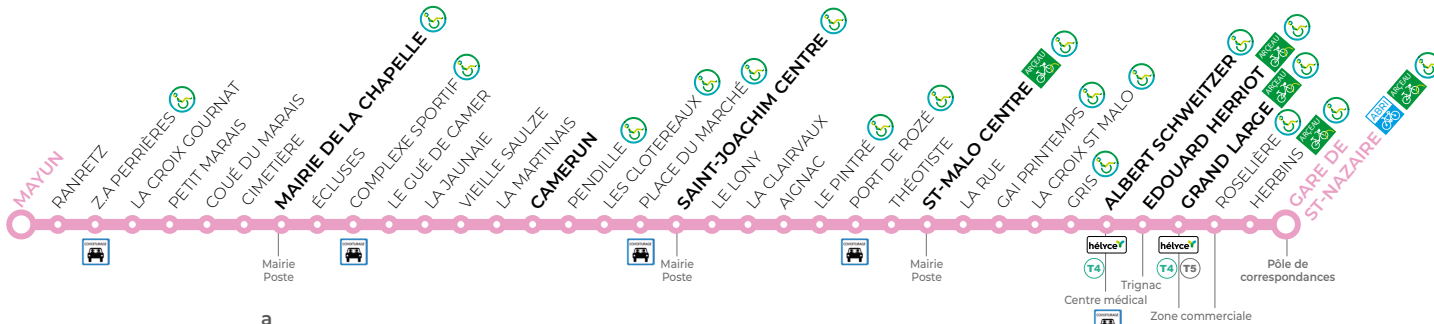 MAYUN
RANRETZ
Z.A PERRIÈRES
LA CROIX GOURNAT
PETIT MARAIS
COUÉ DU MARAIS
CIMETIÈRE
MAIRIE DE LA CHAPELLE
ÉCLUSES
COMPLEXE SPORTIF
LE GUÉ DE CAMER
LA JAUNAIE
VIEILLE SAULZE
LA MARTINAIS
CAMERUN
PENDILLE
LES CLOTEREAUX
PLACE DU MARCHÉ
SAINT-JOACHIM CENTRE
LE LONY
LA CLAIRVAUX
AIGNAC
LE PINTRÉ
PORT DE ROZÉ
THÉOTISTE
ST-MALO CENTRE
ARCEAU
LA RUE
GAI PRINTEMPS
LA CROIX ST MALO
GRIS
ALBERT SCHWEITZER
EDOUARD HERRIOT
ARCEAU
GRAND LARGE
ARCEAU
ROSELIÈRE
HERBINS
ARCEAU
GARE DE
ST-NAZAIRE
ABRI
ARCEAU
COVOITURAGE
Mairie
Poste
COVOITURAGE
COVOITURAGE
Mairie
Poste
COVOITURAGE
Mairie
Poste
hélyce
T4
Centre médical
COVOITURAGE
Trignac
hélyce
T4
T5
Zone commerciale
Pôle de
correspondances
a